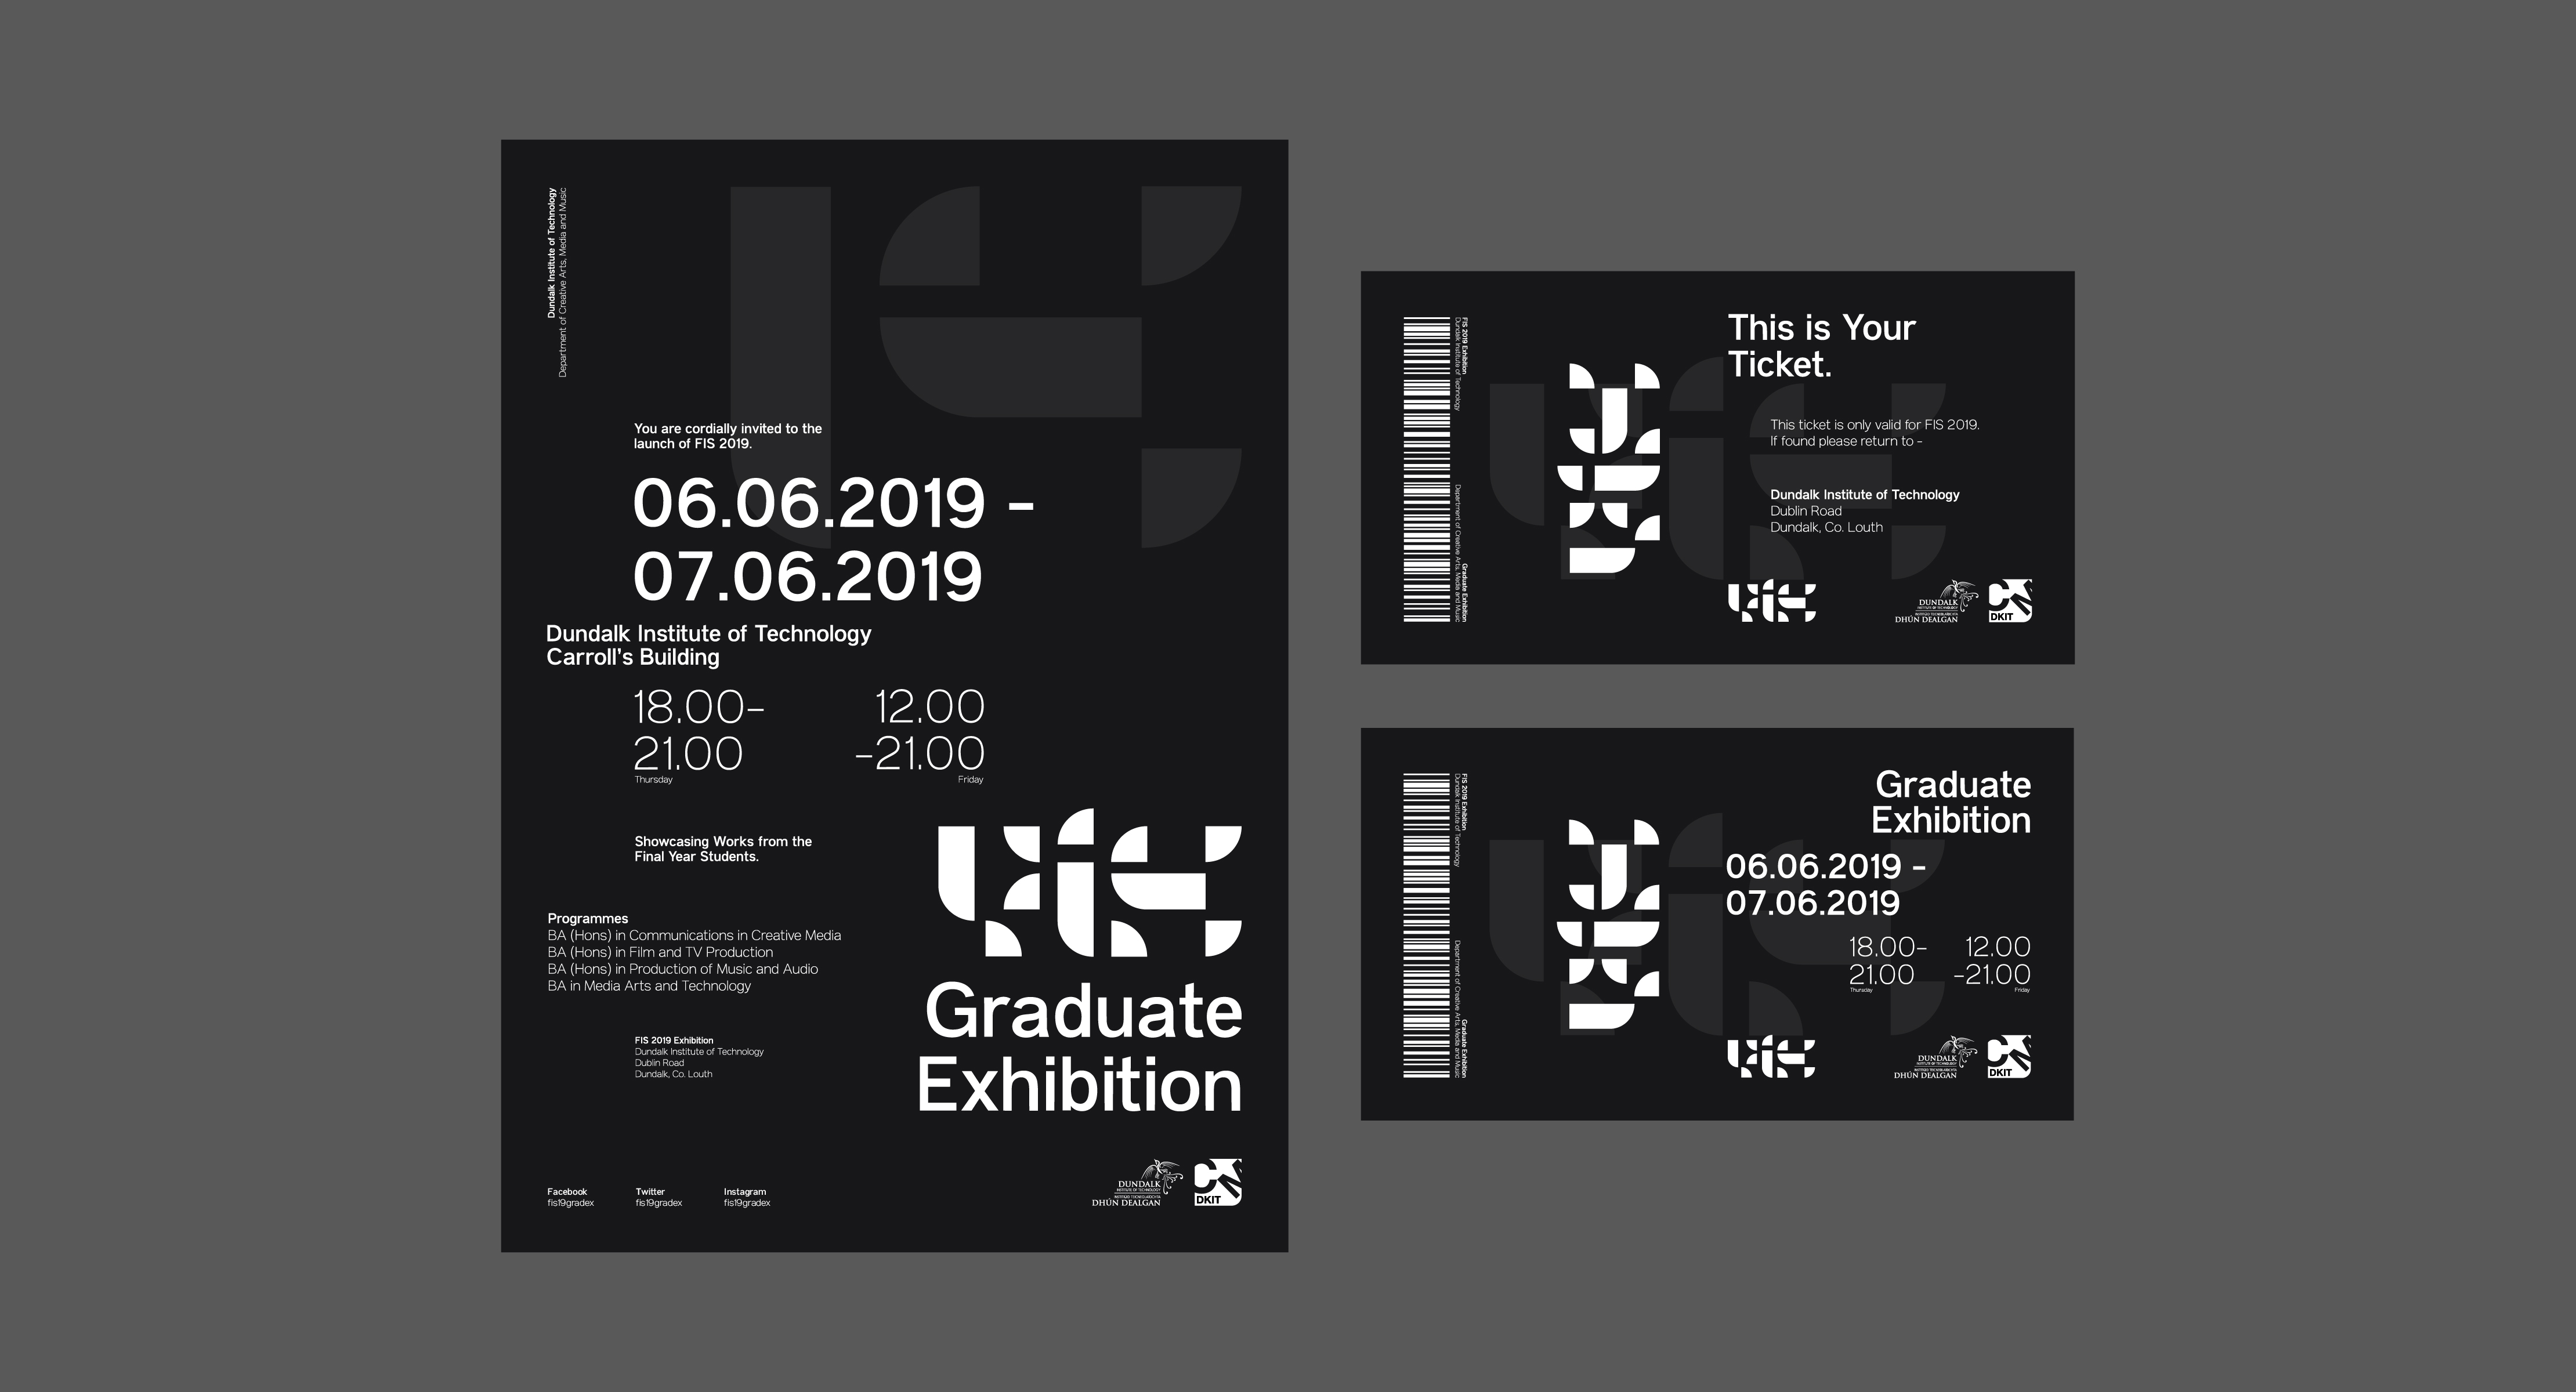 Dundalk Institute of Technology
Department of Creative Arts, Media and Music
You are cordially invited to the
launch of FIS 2019.
06.06.2019 -
07.06.2019
Dundalk Institute of Technology
Carroll's Building
18.00-
21.00
Thursday
12.00
-21.00
Friday
Showcasing Works from the
Final Year Students.
Programmes
BA (Hons) in Communications in Creative Media
BA (Hons) in Film and TV Production
BA (Hons) in Production of Music and Audio
BA in Media Arts and Technology
Graduate
Exhibition
FIS 2019 Exhibition
Dundalk Institute of Technology
Dublin Road
Dundalk, Co. Louth
Facebook
fis19gradex
Twitter
fis19gradex
Instagram
fis19gradex
DUNDALK
INSTITUTE OF TECHNOLOGY
DHÚN DEALGAN
DKIT
FIS 2019 Exhibition
Dundalk Institute of Technology
Graduate Exhibition
Department of Creative Arts, Media and Music
This is Your
Ticket.
This ticket is only valid for FIS 2019.
If found please return to -
Dundalk Institute of Technology
Dublin Road
Dundalk, Co. Louth
DUNDALK
INSTITUTE OF TECHNOLOGY
DHÚN DEALGAN
DKIT
FIS 2019 Exhibition
Dundalk Institute of Technology
Graduate Exhibition
Department of Creative Arts, Media and Music
Graduate
Exhibition
06.06.2019 -
07.06.2019
18.00-
21.00
Thursday
12.00
-21.00
Friday
DUNDALK
INSTITUTE OF TECHNOLOGY
DHÚN DEALGAN
DKIT